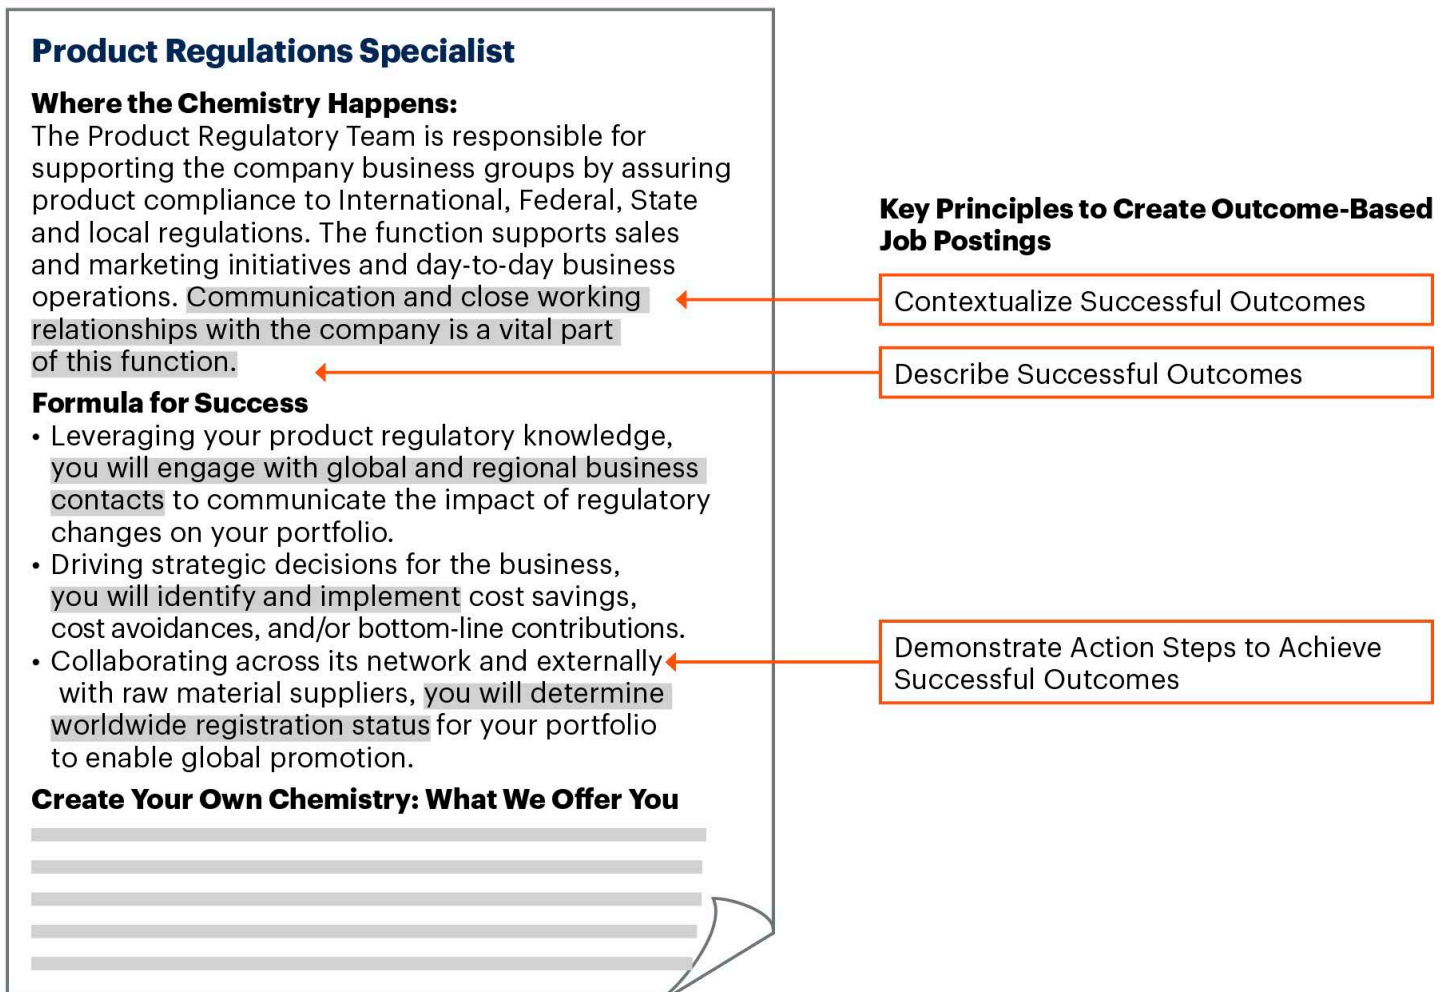 Product Regulations Specialist
Where the Chemistry Happens:
The Product Regulatory Team is responsible for
supporting the company business groups by assuring
product compliance to International, Federal, State
and local regulations. The function supports sales
and marketing initiatives and day-to-day business
operations. Communication and close working
relationships with the company is a vital part
of this function.
Formula for Success
• Leveraging your product regulatory knowledge,
you will engage with global and regional business
contacts to communicate the impact of regulatory
changes on your portfolio.
• Driving strategic decisions for the business,
you will identify and implement cost savings,
cost avoidances, and/or bottom-line contributions.
• Collaborating across its network and externally
with raw material suppliers, you will determine
worldwide registration status for your portfolio
to enable global promotion.
Create Your Own Chemistry: What We Offer You
Key Principles to Create Outcome-Based
Job Postings
Contextualize Successful Outcomes
Describe Successful Outcomes
Demonstrate Action Steps to Achieve
Successful Outcomes